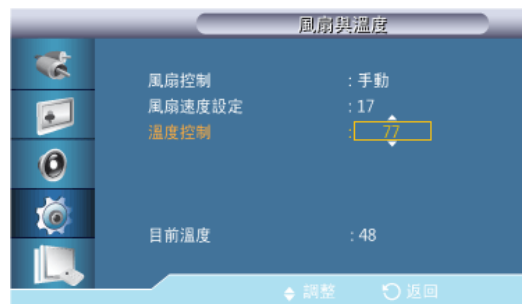 風扇與溫度
風扇控制 : 手動
風扇速度設定 : 17
溫度控制 : 77
目前溫度 : 48
調整 返回